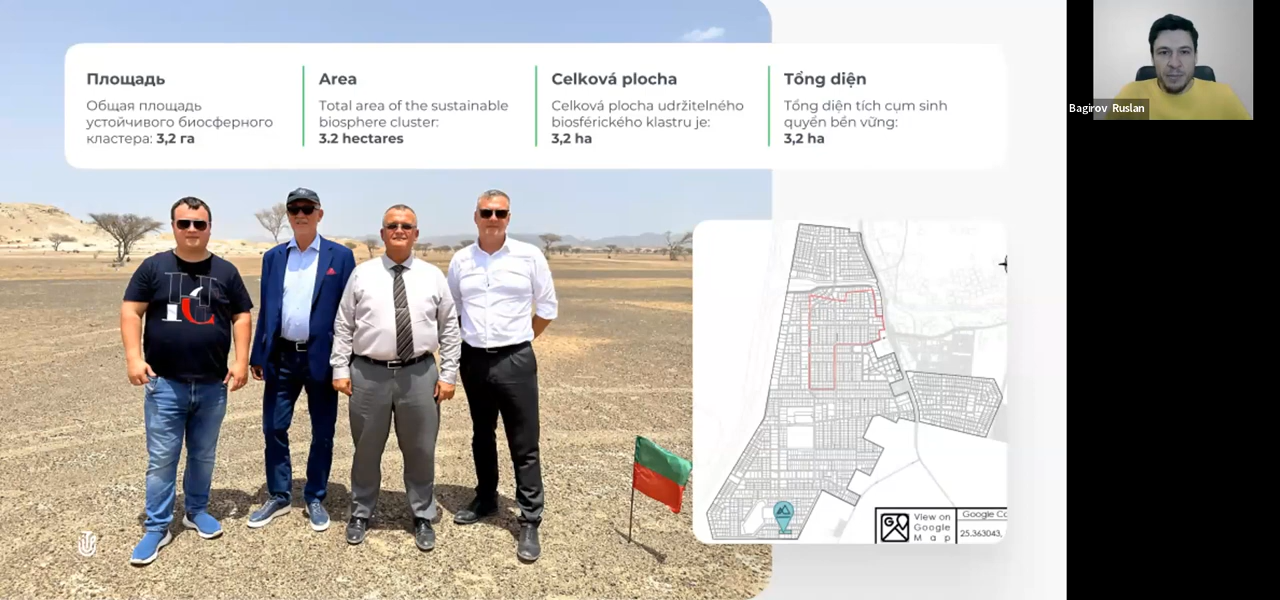 Площадь
Общая площадь
устойчивого биосферного
кластера: 3,2 га
Area
Total area of the sustainable
biosphere cluster:
3.2 hectares
Celková plocha
Celková plocha udržitelného
biosférického klastru je:
3,2 ha
Tổng diện
Tổng diện tích cụm sinh
quyển bền vững:
3,2 ha
Bagirov Ruslan
View on
Google
Map
Google Co
25.363043,